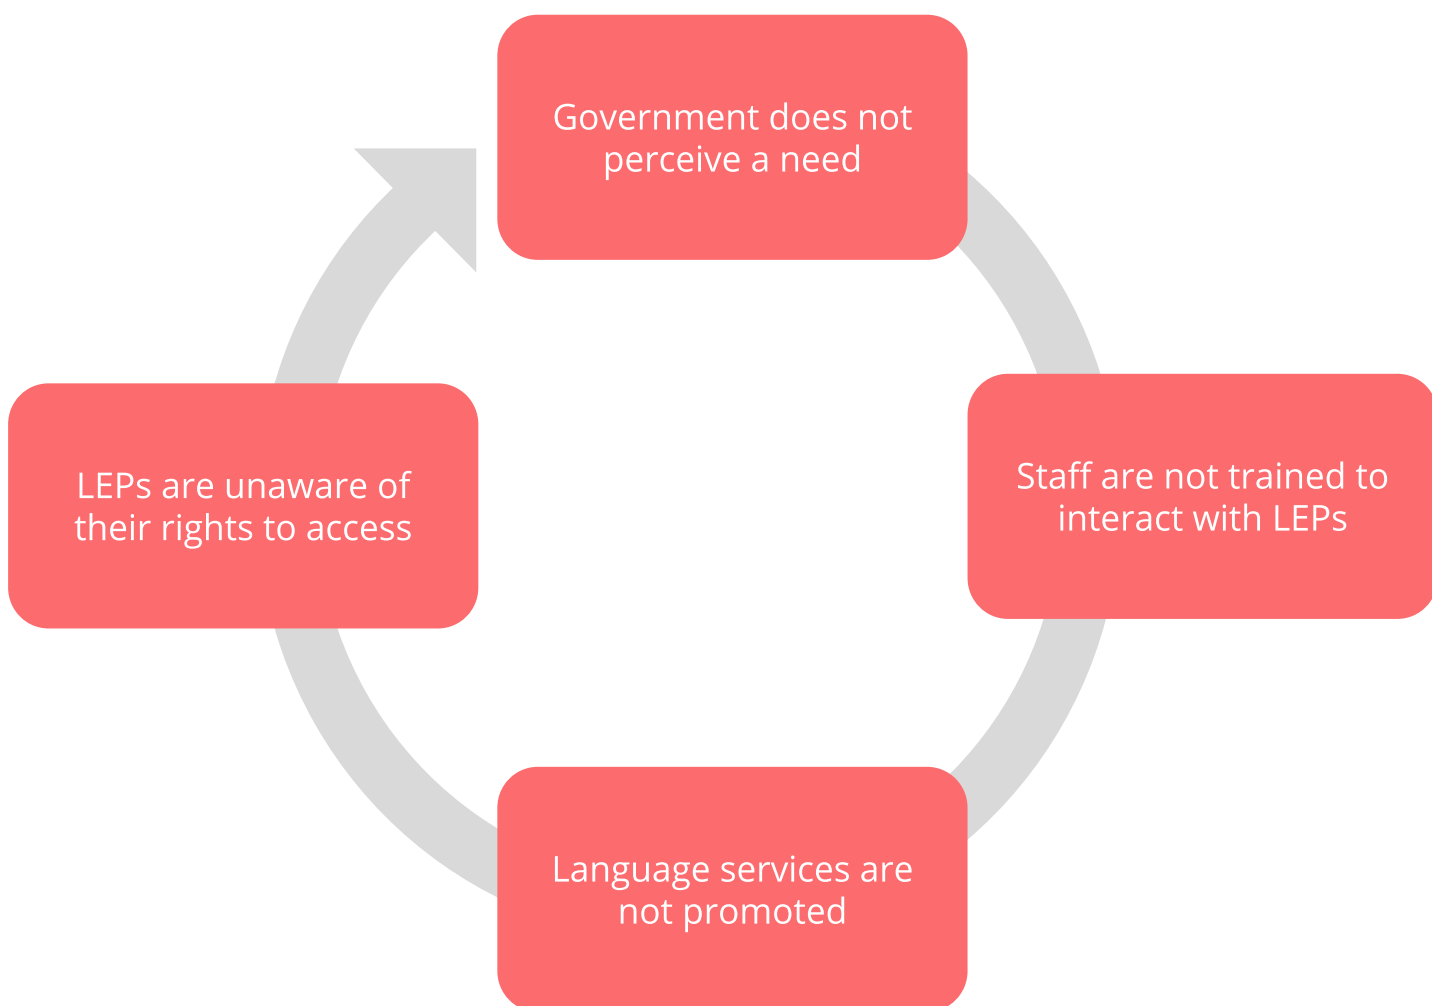 Government does not
perceive a need
Staff are not trained to
interact with LEPs
Language services are
not promoted
LEPs are unaware of
their rights to access